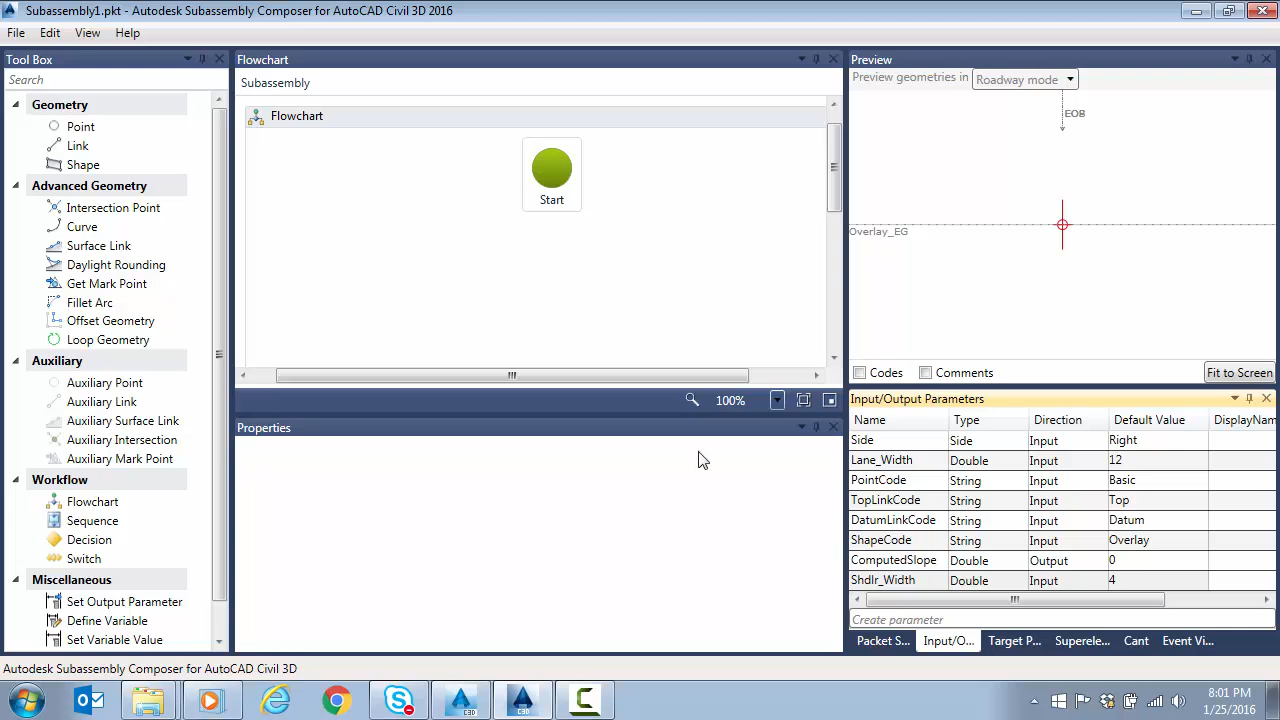 Subassembly1.pkt - Autodesk Subassembly Composer for AutoCAD Civil 3D 2016
File Edit View Help
Tool Box
Search
Geometry
Point
Link
Shape
Advanced Geometry
Intersection Point
Curve
Surface Link
Daylight Rounding
Get Mark Point
Fillet Arc
Offset Geometry
Loop Geometry
Auxiliary
Auxiliary Point
Auxiliary Link
Auxiliary Surface Link
Auxiliary Intersection
Auxiliary Mark Point
Workflow
Flowchart
Sequence
Decision
Switch
Miscellaneous
Set Output Parameter
Define Variable
Set Variable Value
Flowchart
Subassembly
Flowchart
Start
100%
Properties
Preview
Preview geometries in Roadway mode
Overlay_EG
Codes Comments Fit to Screen
Input/Output Parameters
Name Type Direction Default Value DisplayNam
Side Side Input Right
Lane_Width Double Input 12
PointCode String Input Basic
TopLinkCode String Input Top
DatumLinkCode String Input Datum
ShapeCode String Input Overlay
ComputedSlope Double Output 0
Shdlr_Width Double Input 4
Create parameter
Packet S... Input/O... Target P... Superele... Cant Event Vi...
Autodesk Subassembly Composer for AutoCAD Civil 3D
C3D C3D
8:01 PM
1/25/2016